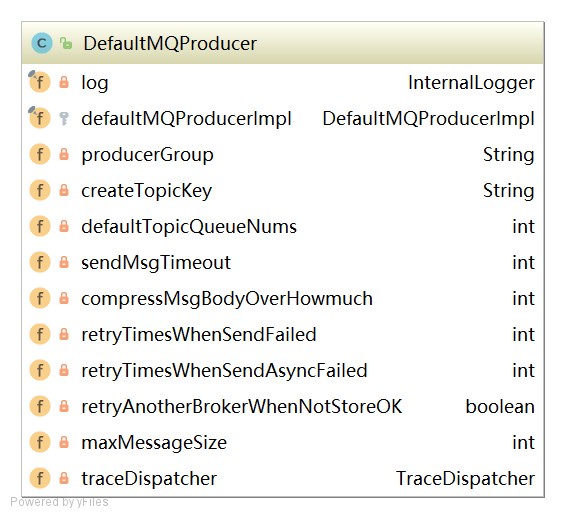 C DefaultMQProducer
f log InternalLogger
f defaultMQProducerImpl DefaultMQProducerImpl
f producerGroup String
f createTopicKey String
f defaultTopicQueueNums int
f sendMsgTimeout int
f compressMsgBodyOverHowmuch int
f retryTimesWhenSendFailed int
f retryTimesWhenSendAsyncFailed int
f retryAnotherBrokerWhenNotStoreOK boolean
f maxMessageSize int
f traceDispatcher TraceDispatcher
Powered by yFiles